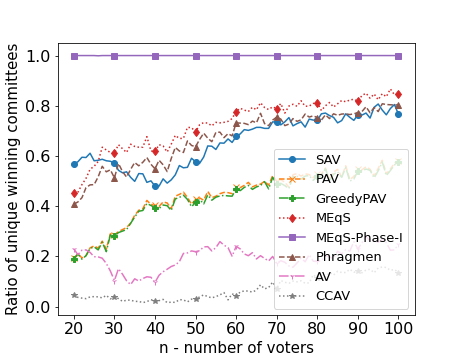 Ratio of unique winning committees
1.0
0.8
0.6
0.4
0.2
0.0
SAV
PAV
GreedyPAV
MEqS
MEqS-Phase-I
Phragmen
AV
CCAV
20 30 40 50 60 70 80 90 100
n - number of voters